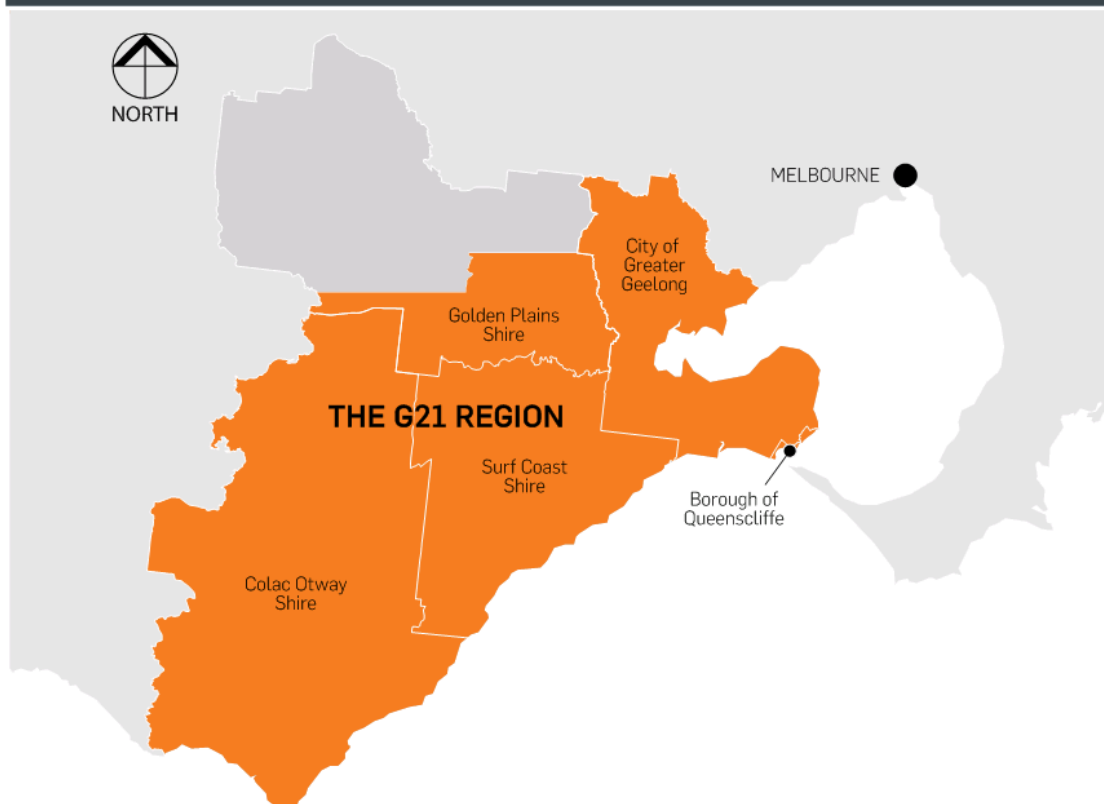 NORTH
MELBOURNE
City of
Greater
Geelong
Golden Plains
Shire
THE G21 REGION
Surf Coast
Shire
Borough of
Queenscliffe
Colac Otway
Shire